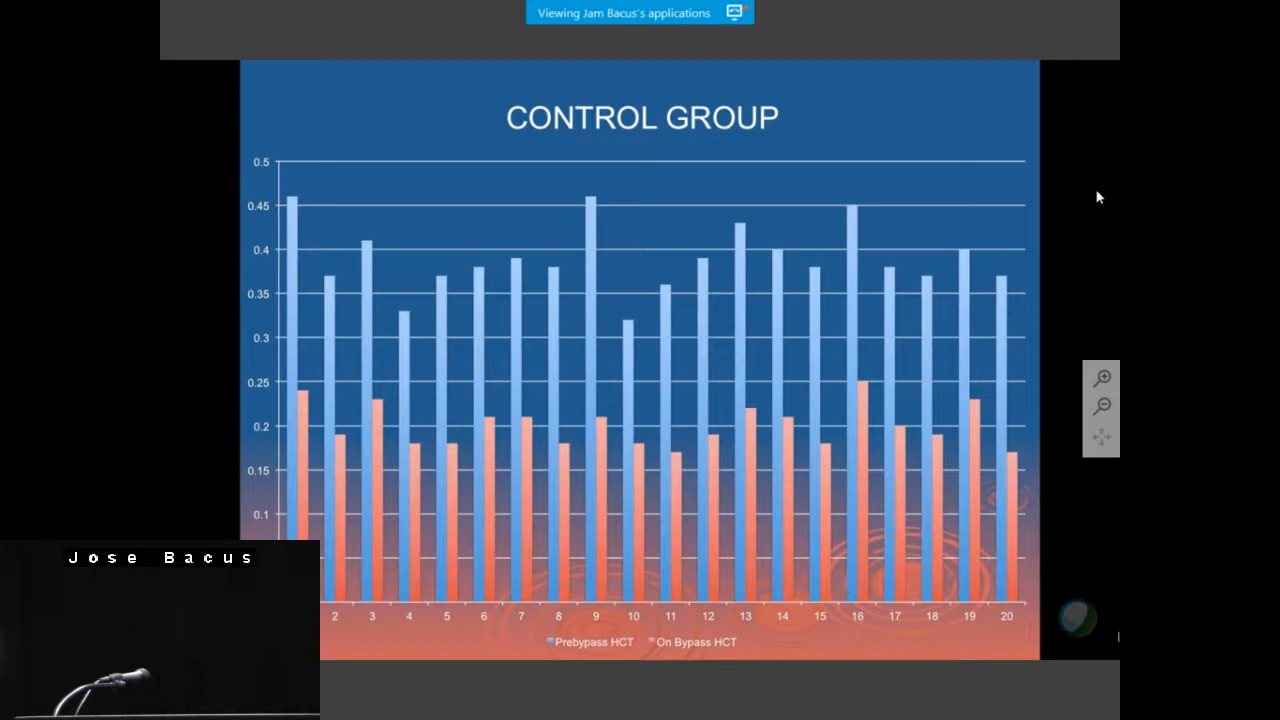 Viewing Jam Bacus's applications
CONTROL GROUP
0.5
0.45
0.4
0.35
0.3
0.25
0.2
0.15
0.1
Jose Bacus
2 3 4 5 6 7 8 9 10 11 12 13 14 15 16 17 18 19 20
Prebypass HCT On Bypass HCT